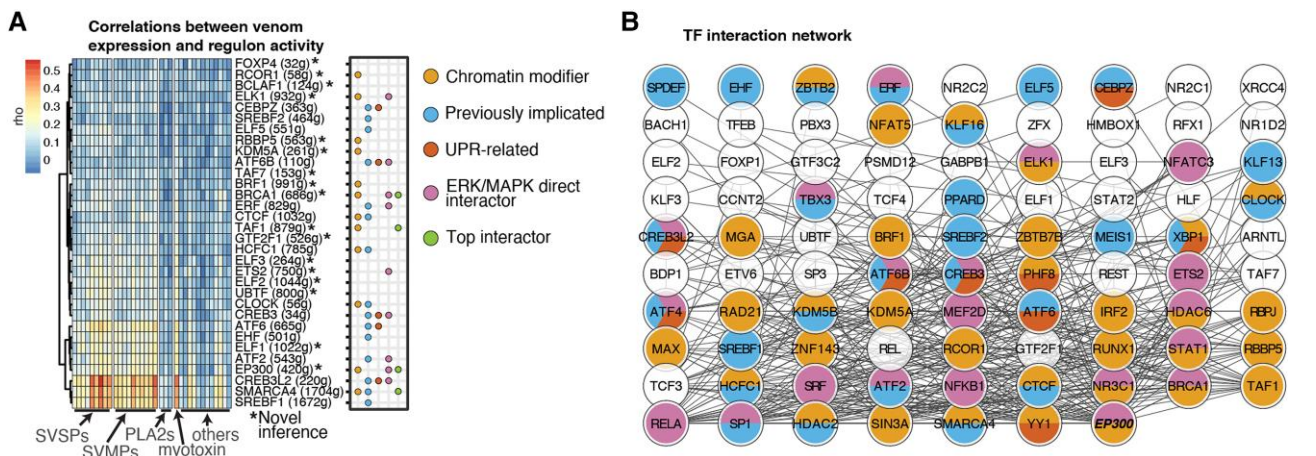 A
Correlations between venom
expression and regulon activity
0.5
0.4
0.3
0.2
0.1
0
rho
FOXP4 (32g) *
RCOR1 (58g) *
BCLAF1 (124g) *
ELK1 (932g) *
CEBPZ (363g)
SREBF2 (464g)
ELF5 (551g)
RBBP5 (563g) *
KDM5A (261g) *
ATF6B (110g)
TAF7 (153g) *
BRF1 (991g) *
BRCA1 (686g) *
ERF (829g)
CTCF (1032g)
TAF1 (879g) *
GTF2F1 (526g) *
HCFC1 (785g)
ELF3 (264g) *
ETS2 (750g) *
ELF2 (1044g) *
UBTF (800g) *
CLOCK (56g)
CREB3 (34g)
ATF6 (665g)
EHF (501g)
ELF1 (1022g) *
ATF2 (543g)
EP300 (420g) *
CREB3L2 (220g)
SMARCA4 (1704g)
SREBF1 (1672g)
SVSPs
SVMPs
PLA2s
myotoxin
others
*Novel
inference
Chromatin modifier
Previously implicated
UPR-related
ERK/MAPK direct
interactor
Top interactor
B
TF interaction network
SPDEF EHF ZBTB2 ERF NR2C2 ELF5 CEBPZ NR2C1 XRCC4
BACH1 TFEB PBX3 NFAT5 KLF16 ZFX HMBOX1 RFX1 NR1D2
ELF2 FOXP1 GTF3C2 PSMD12 GABPB1 ELK1 ELF3 NFATC3 KLF13
KLF3 CCNT2 TBX3 TCF4 PPARD ELF1 STAT2 HLF CLOCK
CREB3L2 MGA UBTF BRF1 SREBF2 ZBTB7B MEIS1 XBP1 ARNTL
BDP1 ETV6 SP3 ATF6B CREB3 PHF8 REST ETS2 TAF7
ATF4 RAD21 KDM5B KDM5A MEF2D ATF6 IRF2 HDAC6 RBPJ
MAX SREBF1 ZNF143 REL RCOR1 GTF2F1 RUNX1 STAT1 RBBP5
TCF3 HCFC1 SRF ATF2 NFKB1 CTCF NR3C1 BRCA1 TAF1
RELA SP1 HDAC2 SIN3A SMARCA4 YY1 EP300